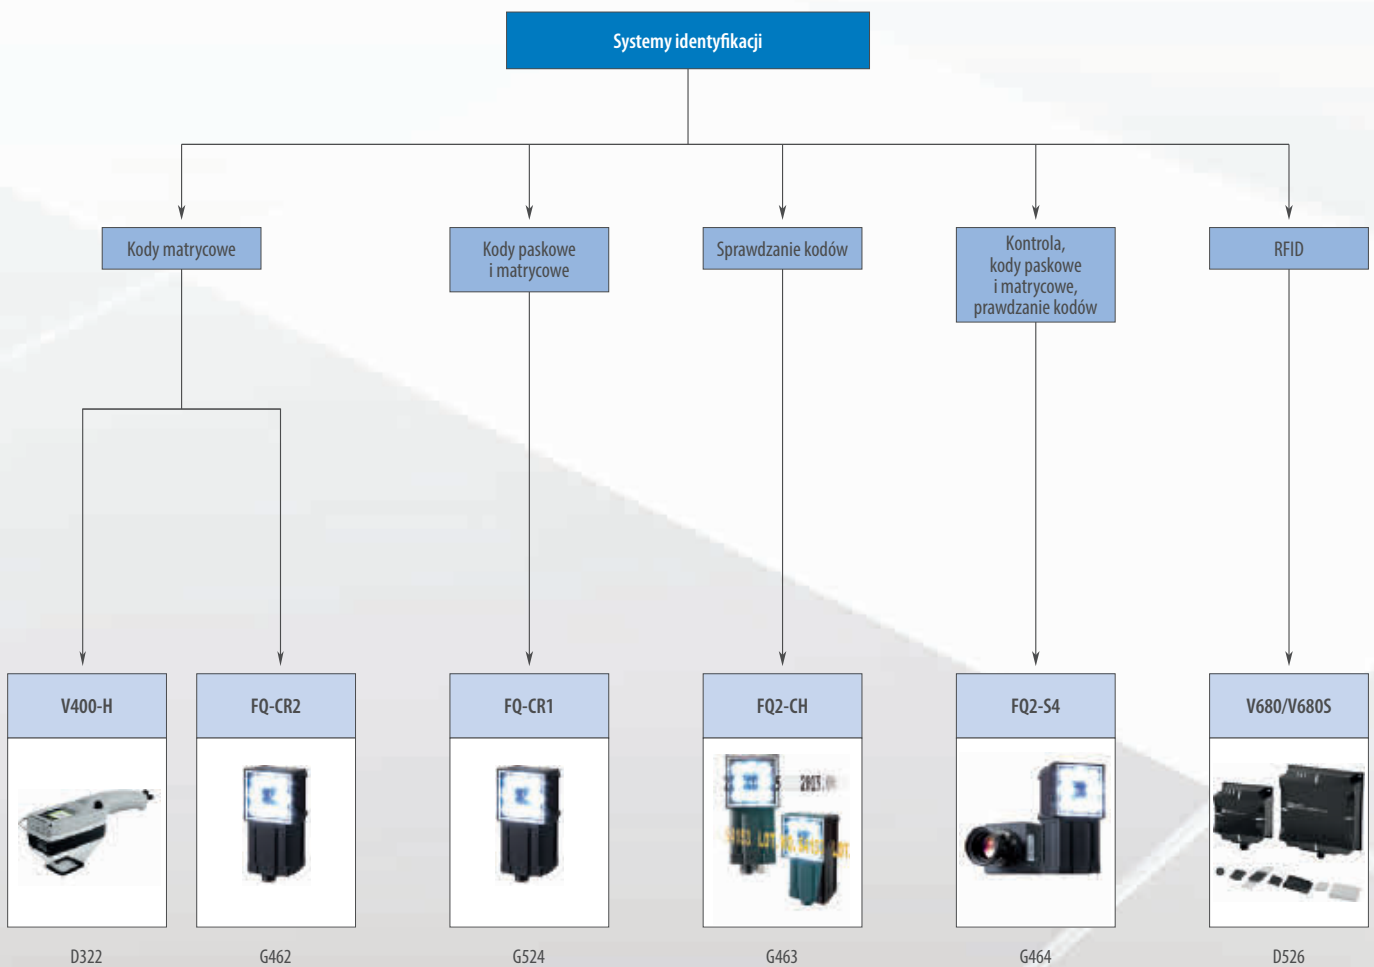 Systemy identyfikacji
Kody matrycowe
Kody paskowe
i matrycowe
Sprawdzanie kodów
Kontrola,
kody paskowe
i matrycowe,
prawdzanie kodów
RFID
V400-H
FQ-CR2
FQ-CR1
FQ2-CH
FQ2-S4
V680/V680S
D322
G462
G524
G463
G464
D526